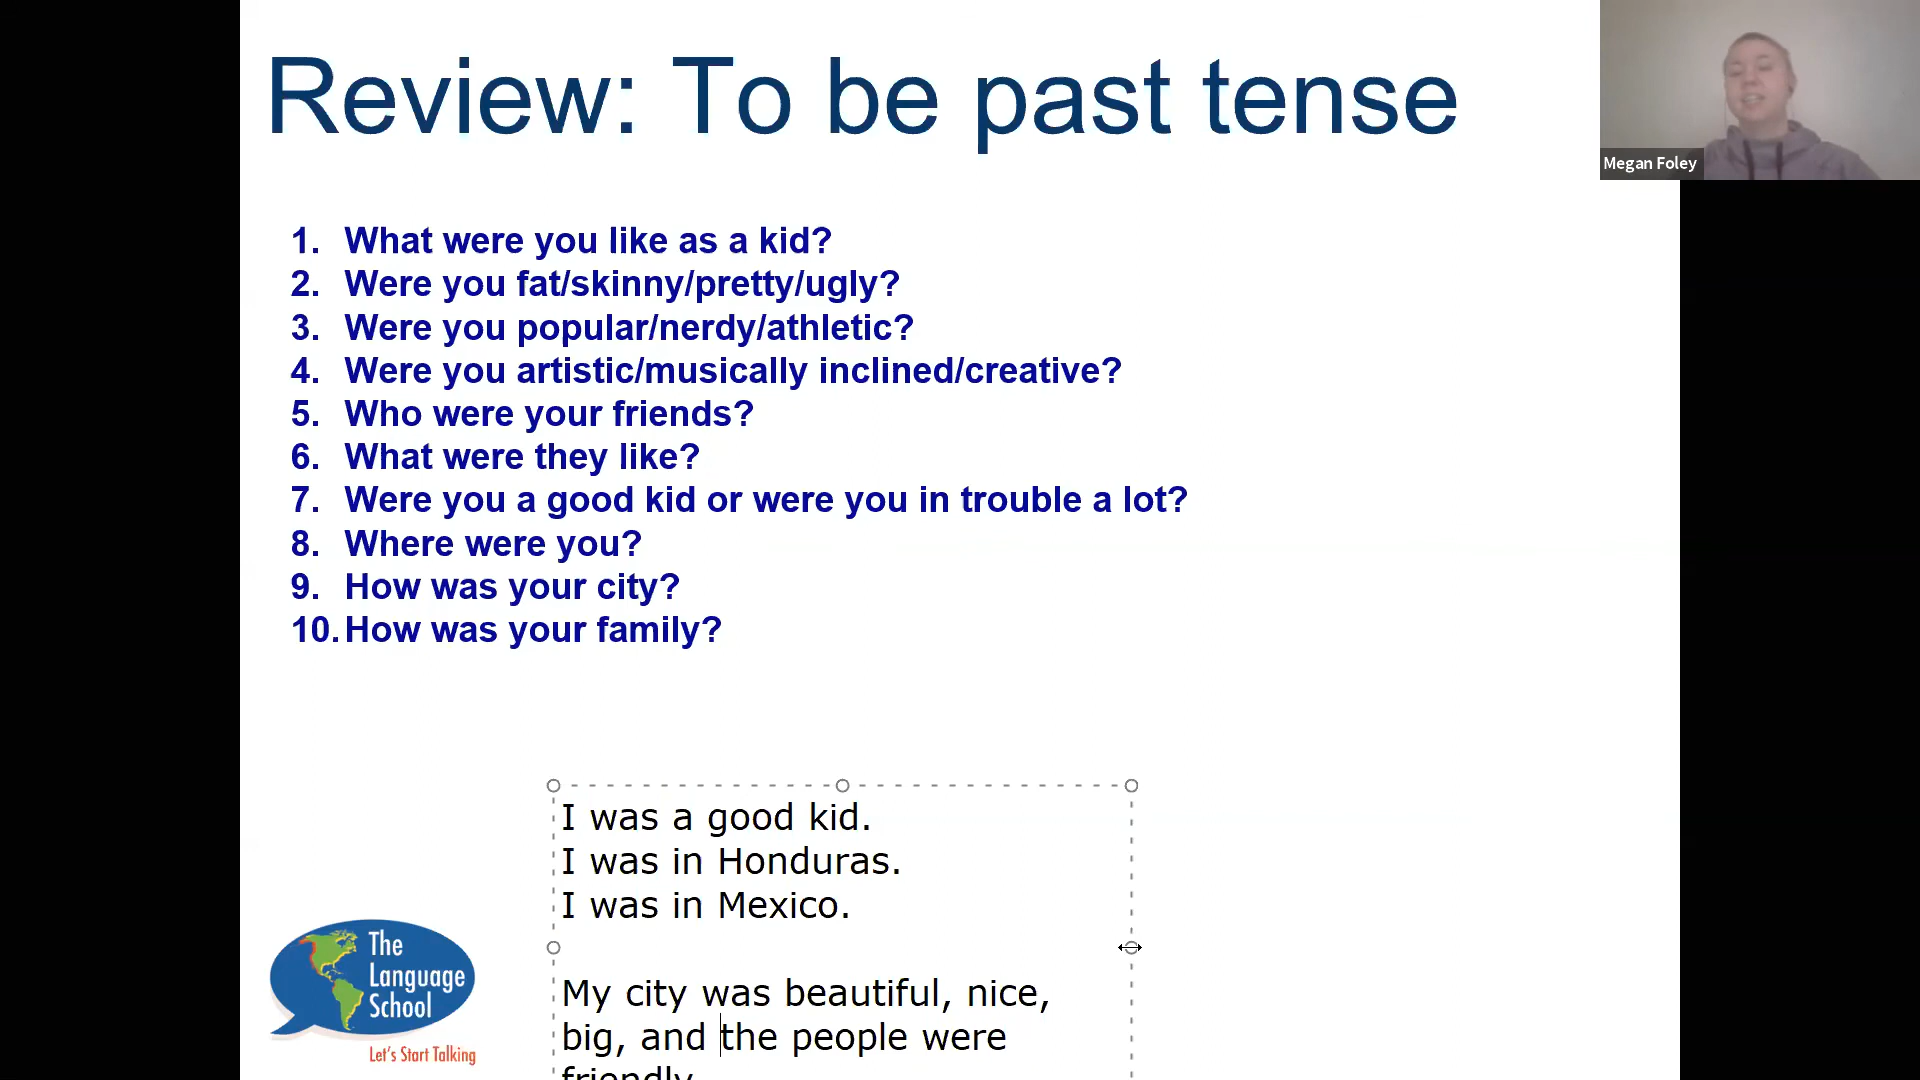 Review: To be past tense
Megan Foley
1. What were you like as a kid?
2. Were you fat/skinny/pretty/ugly?
3. Were you popular/nerdy/athletic?
4. Were you artistic/musically inclined/creative?
5. Who were your friends?
6. What were they like?
7. Were you a good kid or were you in trouble a lot?
8. Where were you?
9. How was your city?
10. How was your family?
I was a good kid.
I was in Honduras.
I was in Mexico.
My city was beautiful, nice,
big, and the people were
friendly
The
Language
School
Let's Start Talking